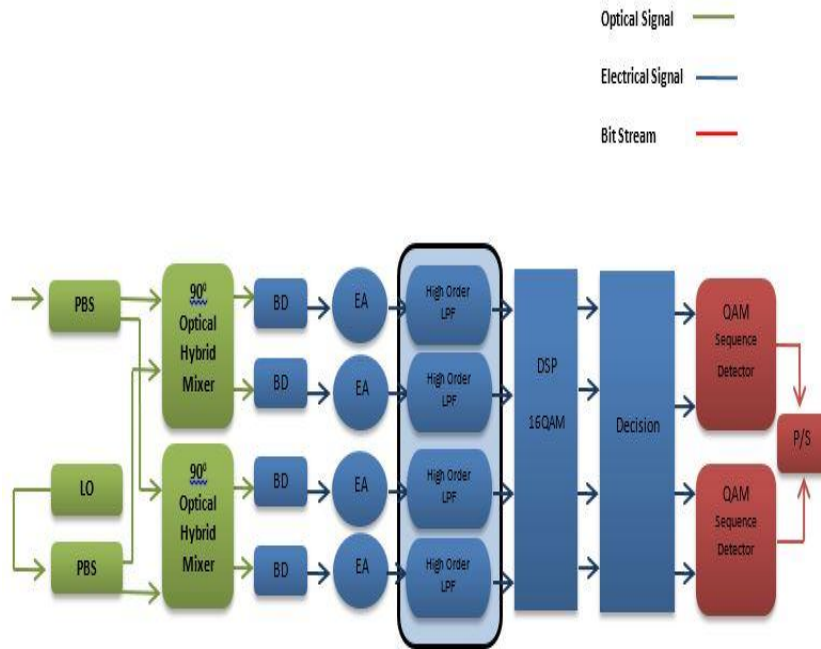 Optical Signal
Electrical Signal
Bit Stream
PBS
90⁰
Optical
Hybrid
Mixer
BD
EA
High Order
LPF
BD
EA
High Order
LPF
DSP
16QAM
Decision
QAM
Sequence
Detector
P/S
LO
PBS
90⁰
Optical
Hybrid
Mixer
BD
EA
High Order
LPF
BD
EA
High Order
LPF
QAM
Sequence
Detector